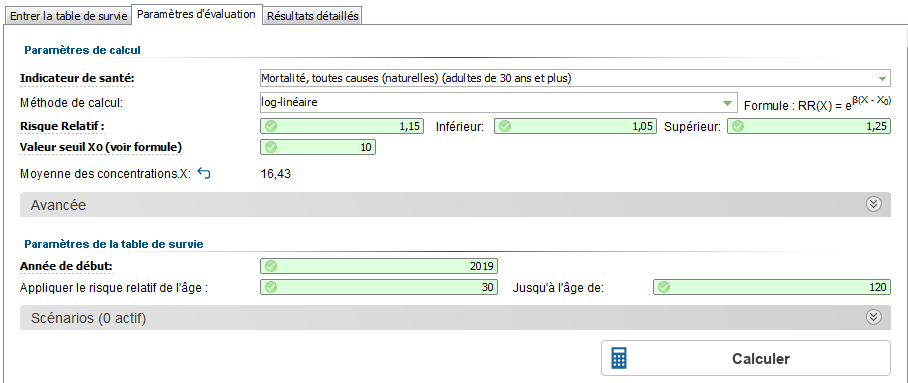 Entrer la table de survie Paramètres d'évaluation Résultats détaillés
Paramètres de calcul
Indicateur de santé: Mortalité, toutes causes (naturelles) (adultes de 30 ans et plus)
Méthode de calcul: log-linéaire Formule : RR(X) = e^β(X - X₀)
Risque Relatif : 1,15 Inférieur: 1,05 Supérieur: 1,25
Valeur seuil X0 (voir formule) 10
Moyenne des concentrations.X: 16,43
Avancée
Paramètres de la table de survie
Année de début: 2019
Appliquer le risque relatif de l'âge : 30 Jusqu'à l'âge de: 120
Scénarios (0 actif)
Calculer